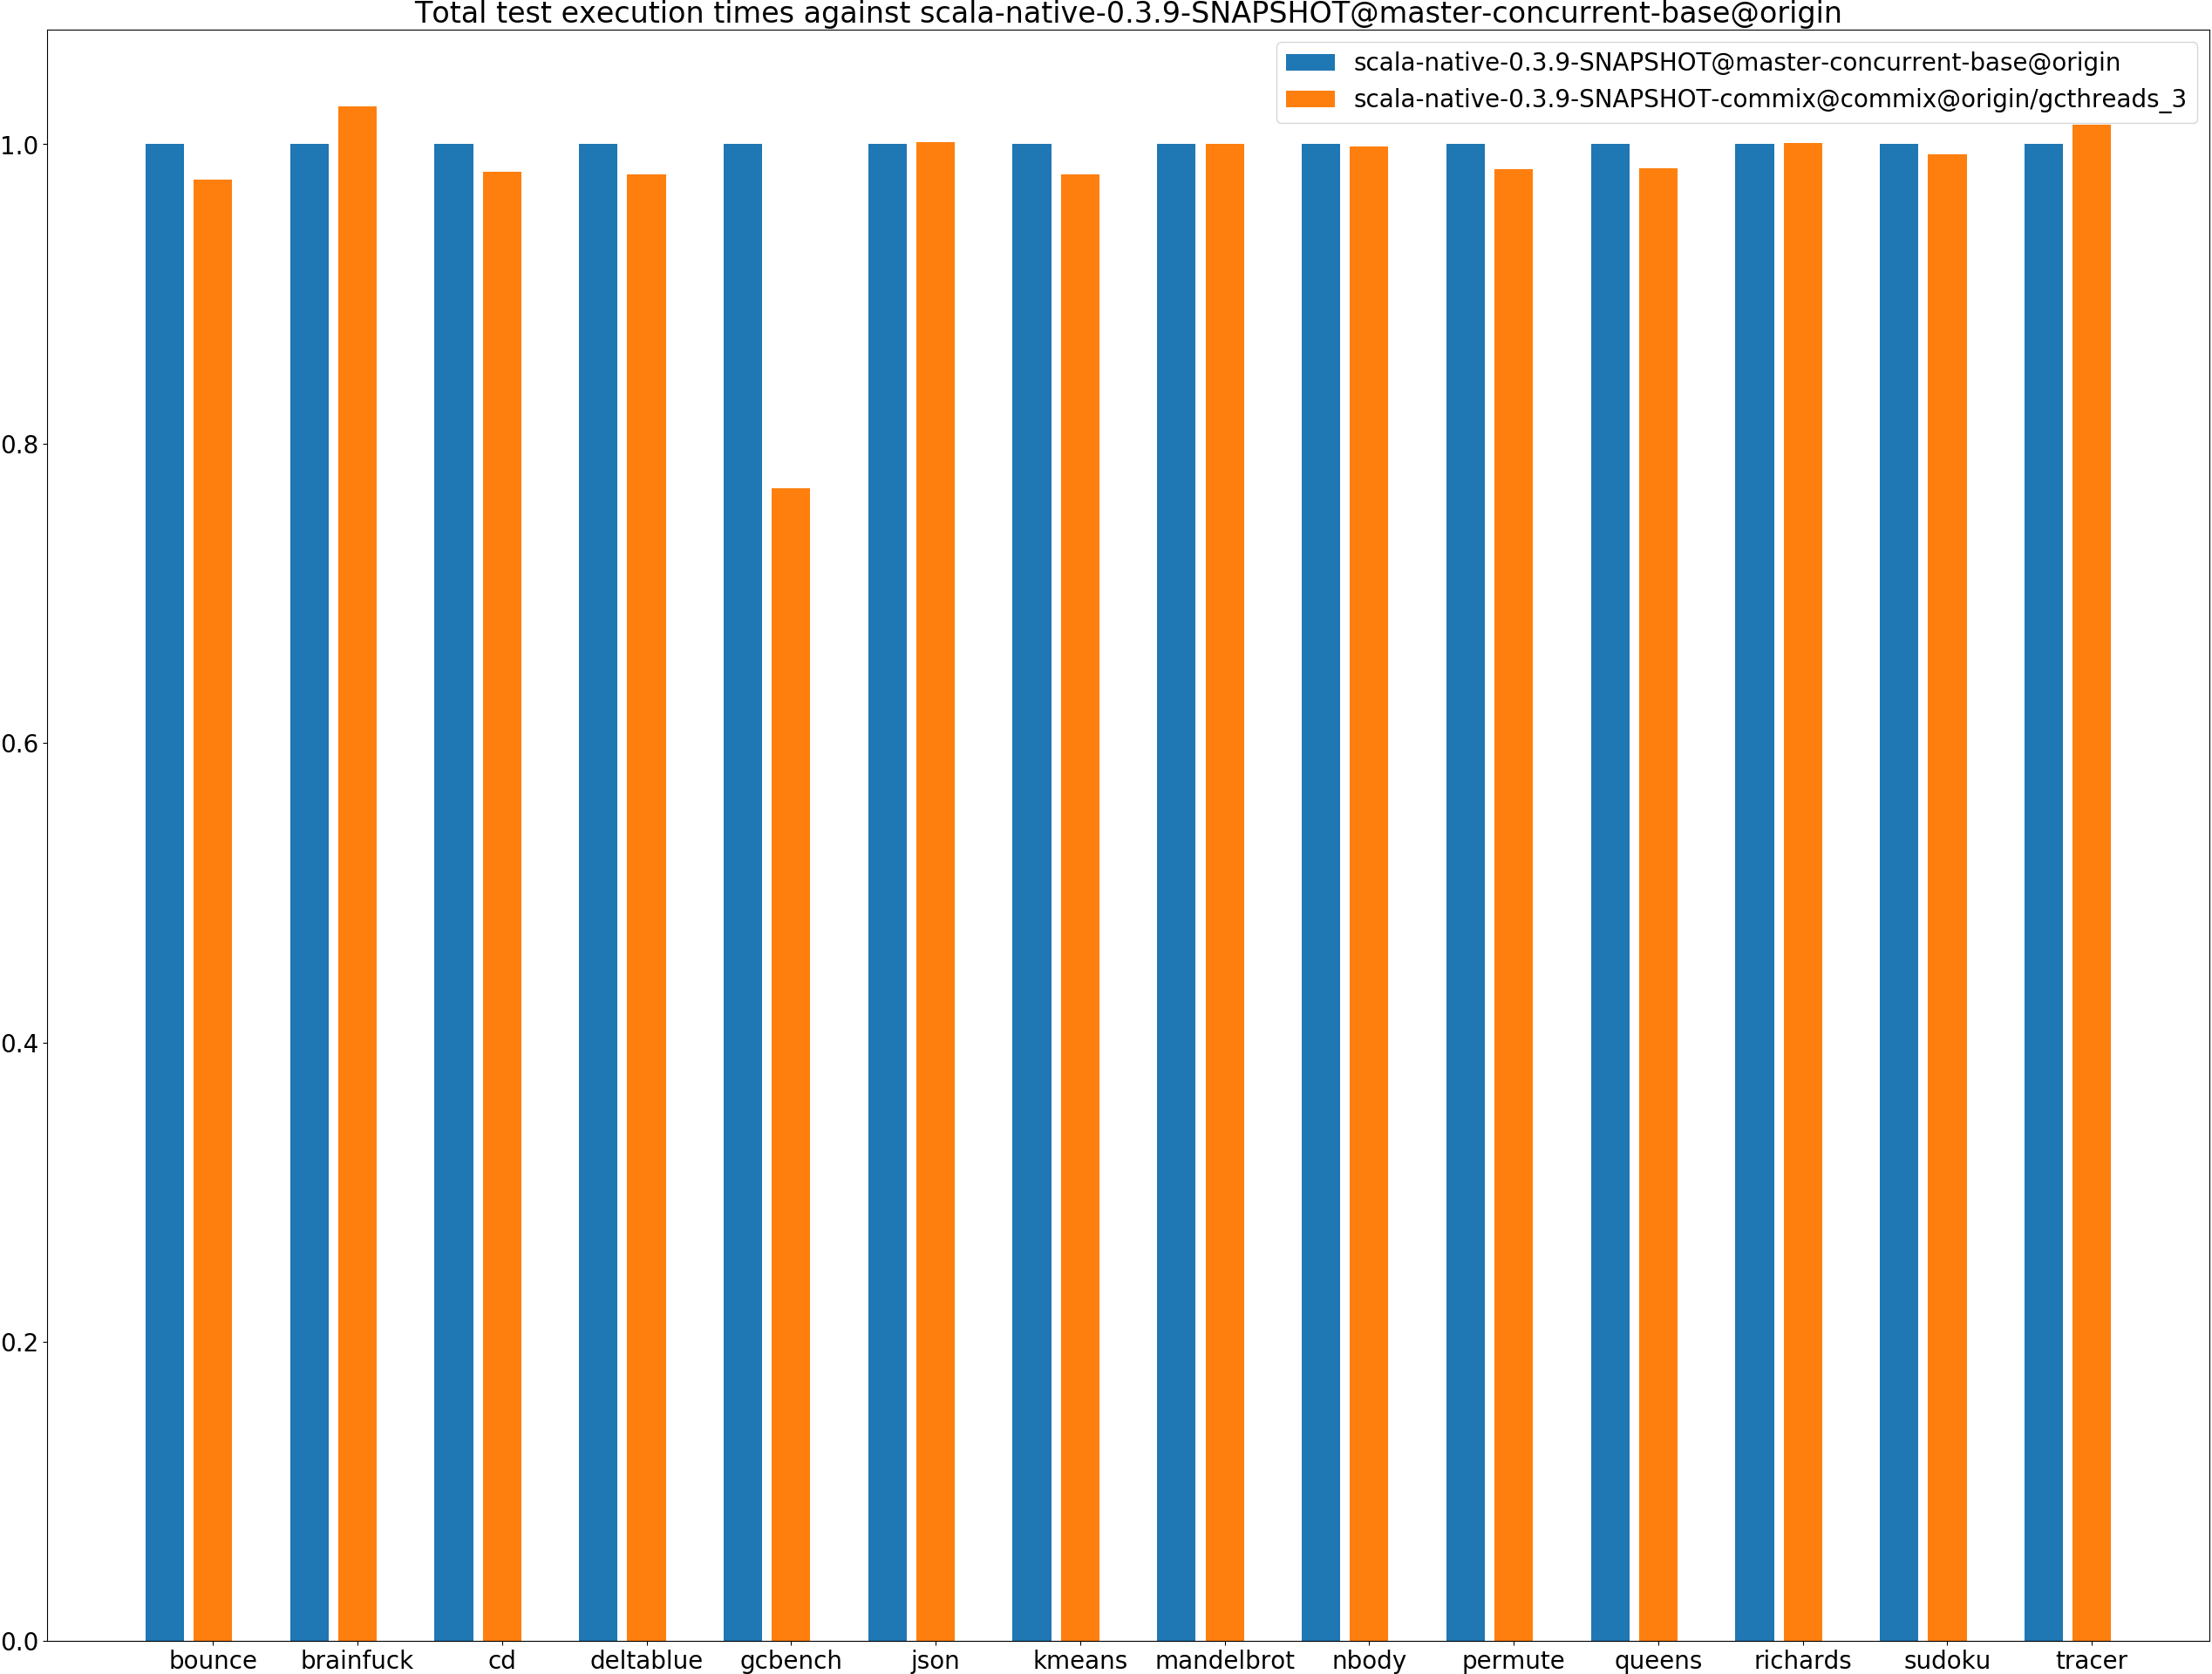 Total test execution times against scala-native-0.3.9-SNAPSHOT@master-concurrent-base@origin
scala-native-0.3.9-SNAPSHOT@master-concurrent-base@origin
scala-native-0.3.9-SNAPSHOT-commix@commix@origin/gcthreads_3
1.0
0.8
0.6
0.4
0.2
0.0
bounce brainfuck cd deltablue gcbench json kmeans mandelbrot nbody permute queens richards sudoku tracer